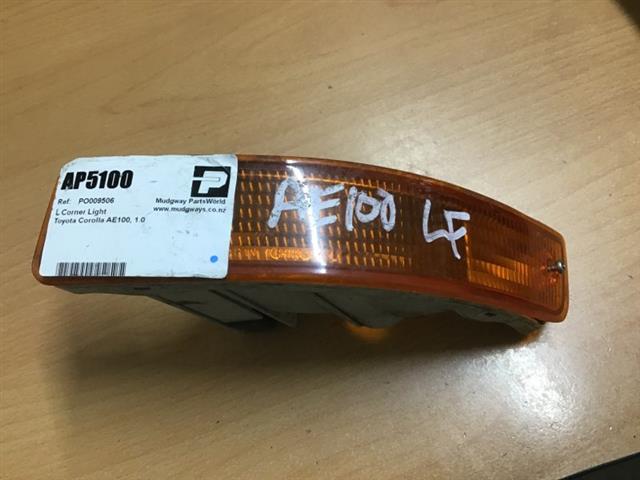 AP5100
Ref: PO009506
L Corner Light
Toyota Corolla AE100, 1.0
P
Mudgway PartsWorld
www.mudgways.co.nz
AE100 LF